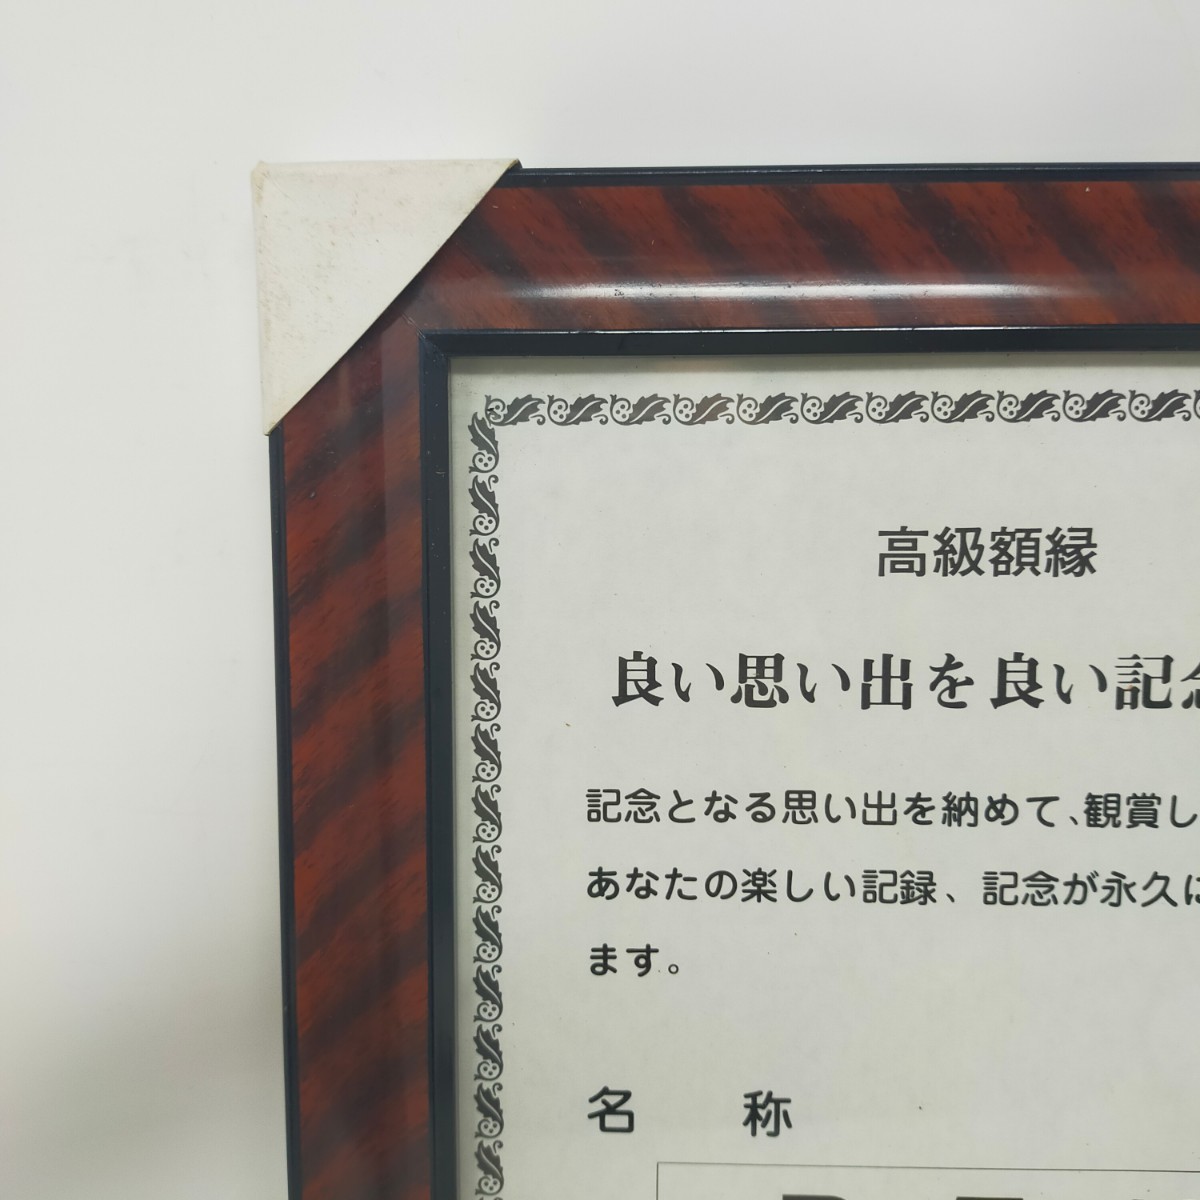 高級額縁
良い思い出を良い記念
記念となる思い出を納めて、観賞し
あなたの楽しい記録、記念が永久に
ます。
名 称